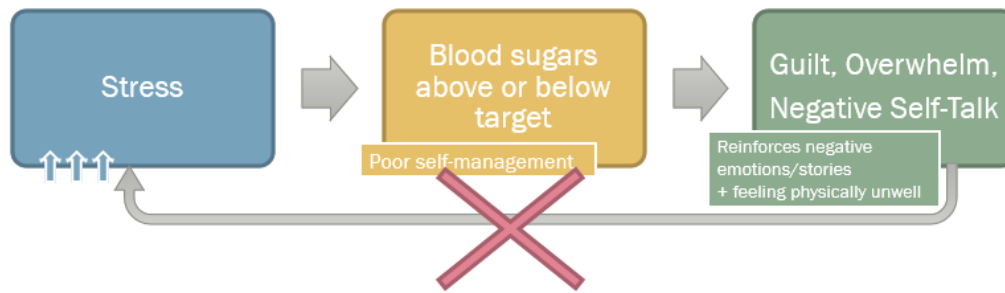 Stress
Blood sugars
above or below
target
Poor self-management
Guilt, Overwhelm,
Negative Self-Talk
Reinforces negative
emotions/stories
+ feeling physically unwell